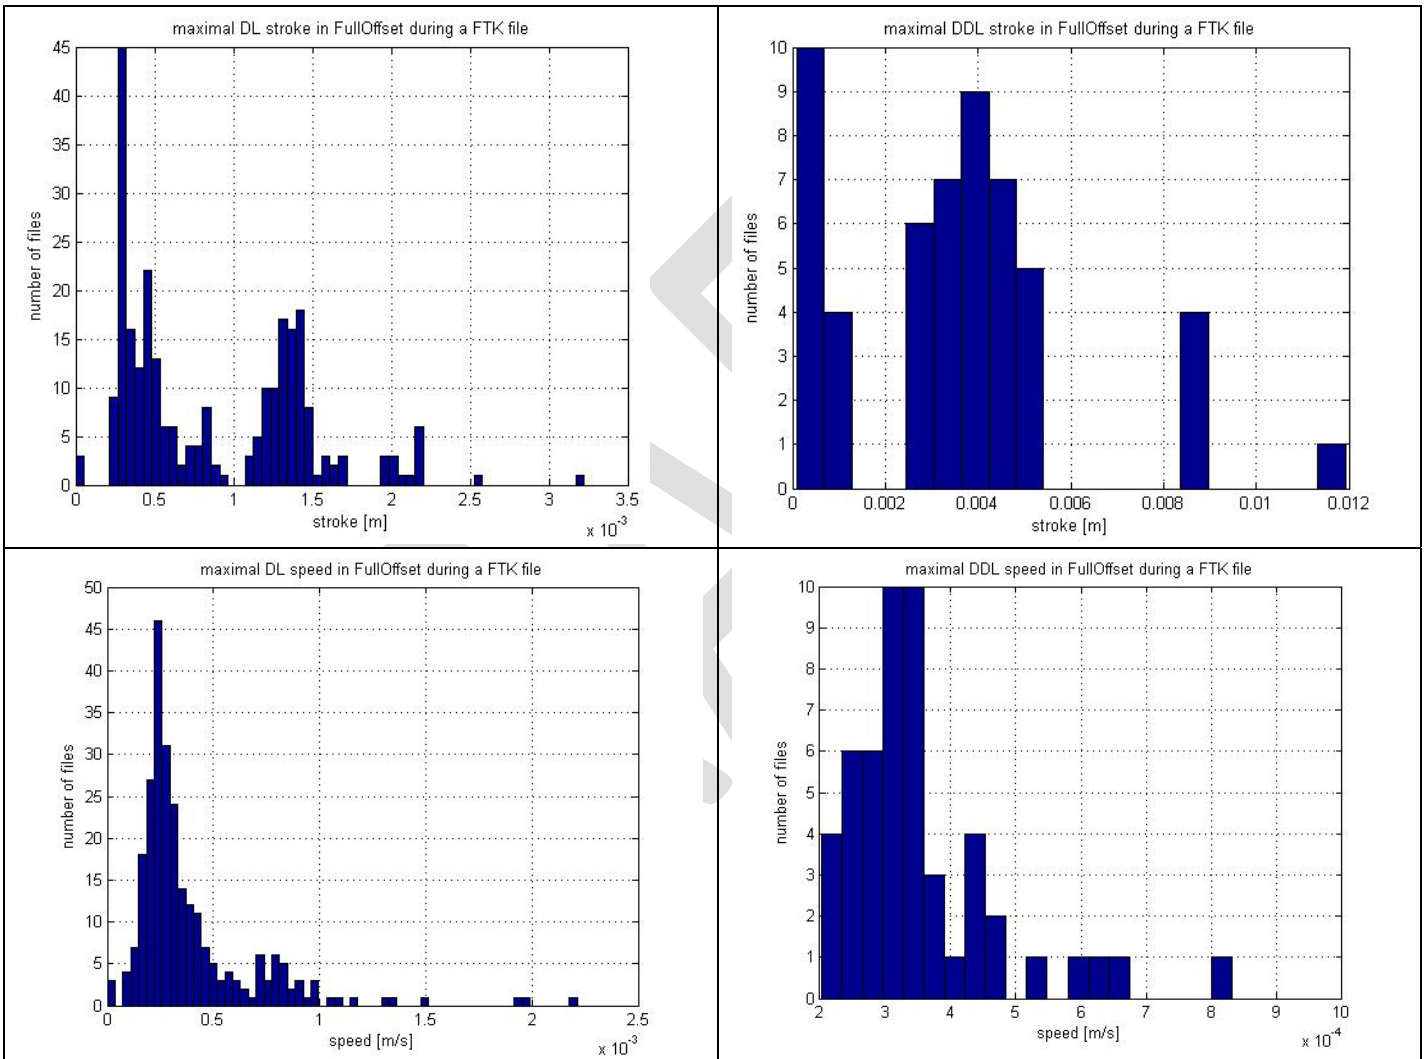 maximal DL stroke in FullOffset during a FTK file
45
40
35
30
25
20
15
10
5
0
number of files
0 0.5 1 1.5 2 2.5 3 3.5
stroke [m]
x 10-3
maximal DDL stroke in FullOffset during a FTK file
10
9
8
7
6
5
4
3
2
1
0
number of files
0 0.002 0.004 0.006 0.008 0.01 0.012
stroke [m]
maximal DL speed in FullOffset during a FTK file
50
45
40
35
30
25
20
15
10
5
0
number of files
0 0.5 1 1.5 2 2.5
speed [m/s]
x 10-3
maximal DDL speed in FullOffset during a FTK file
10
9
8
7
6
5
4
3
2
1
0
number of files
2 3 4 5 6 7 8 9 10
speed [m/s]
x 10-4